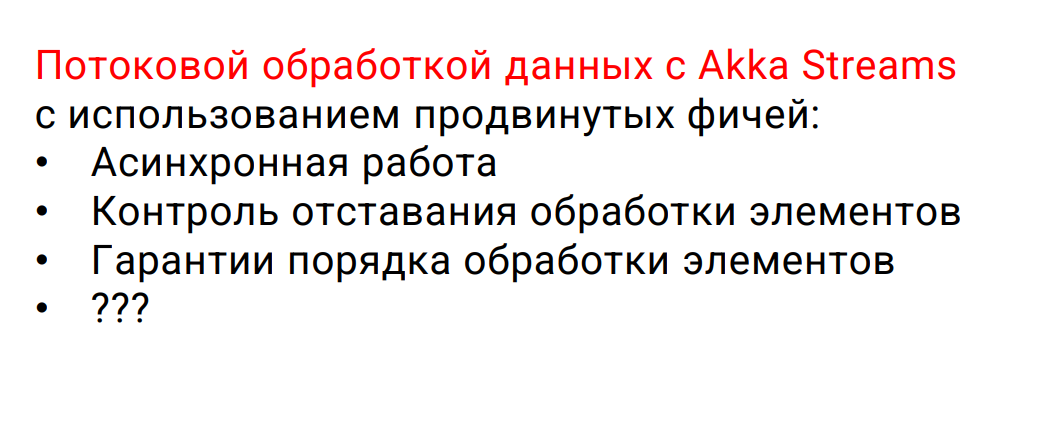 Потоковой обработкой данных с Akka Streams
с использованием продвинутых фичей:
• Асинхронная работа
• Контроль отставания обработки элементов
• Гарантии порядка обработки элементов
• ???